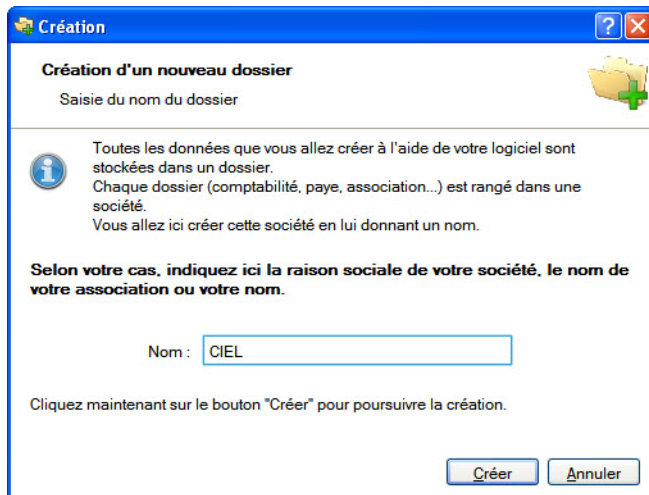 Création
Création d'un nouveau dossier
Saisie du nom du dossier
Toutes les données que vous allez créer à l'aide de votre logiciel sont
stockées dans un dossier.
Chaque dossier (comptabilité, paye, association...) est rangé dans une
société.
Vous allez ici créer cette société en lui donnant un nom.
Selon votre cas, indiquez ici la raison sociale de votre société, le nom de
votre association ou votre nom.
Nom : CIEL
Cliquez maintenant sur le bouton "Créer" pour poursuivre la création.
Créer Annuler